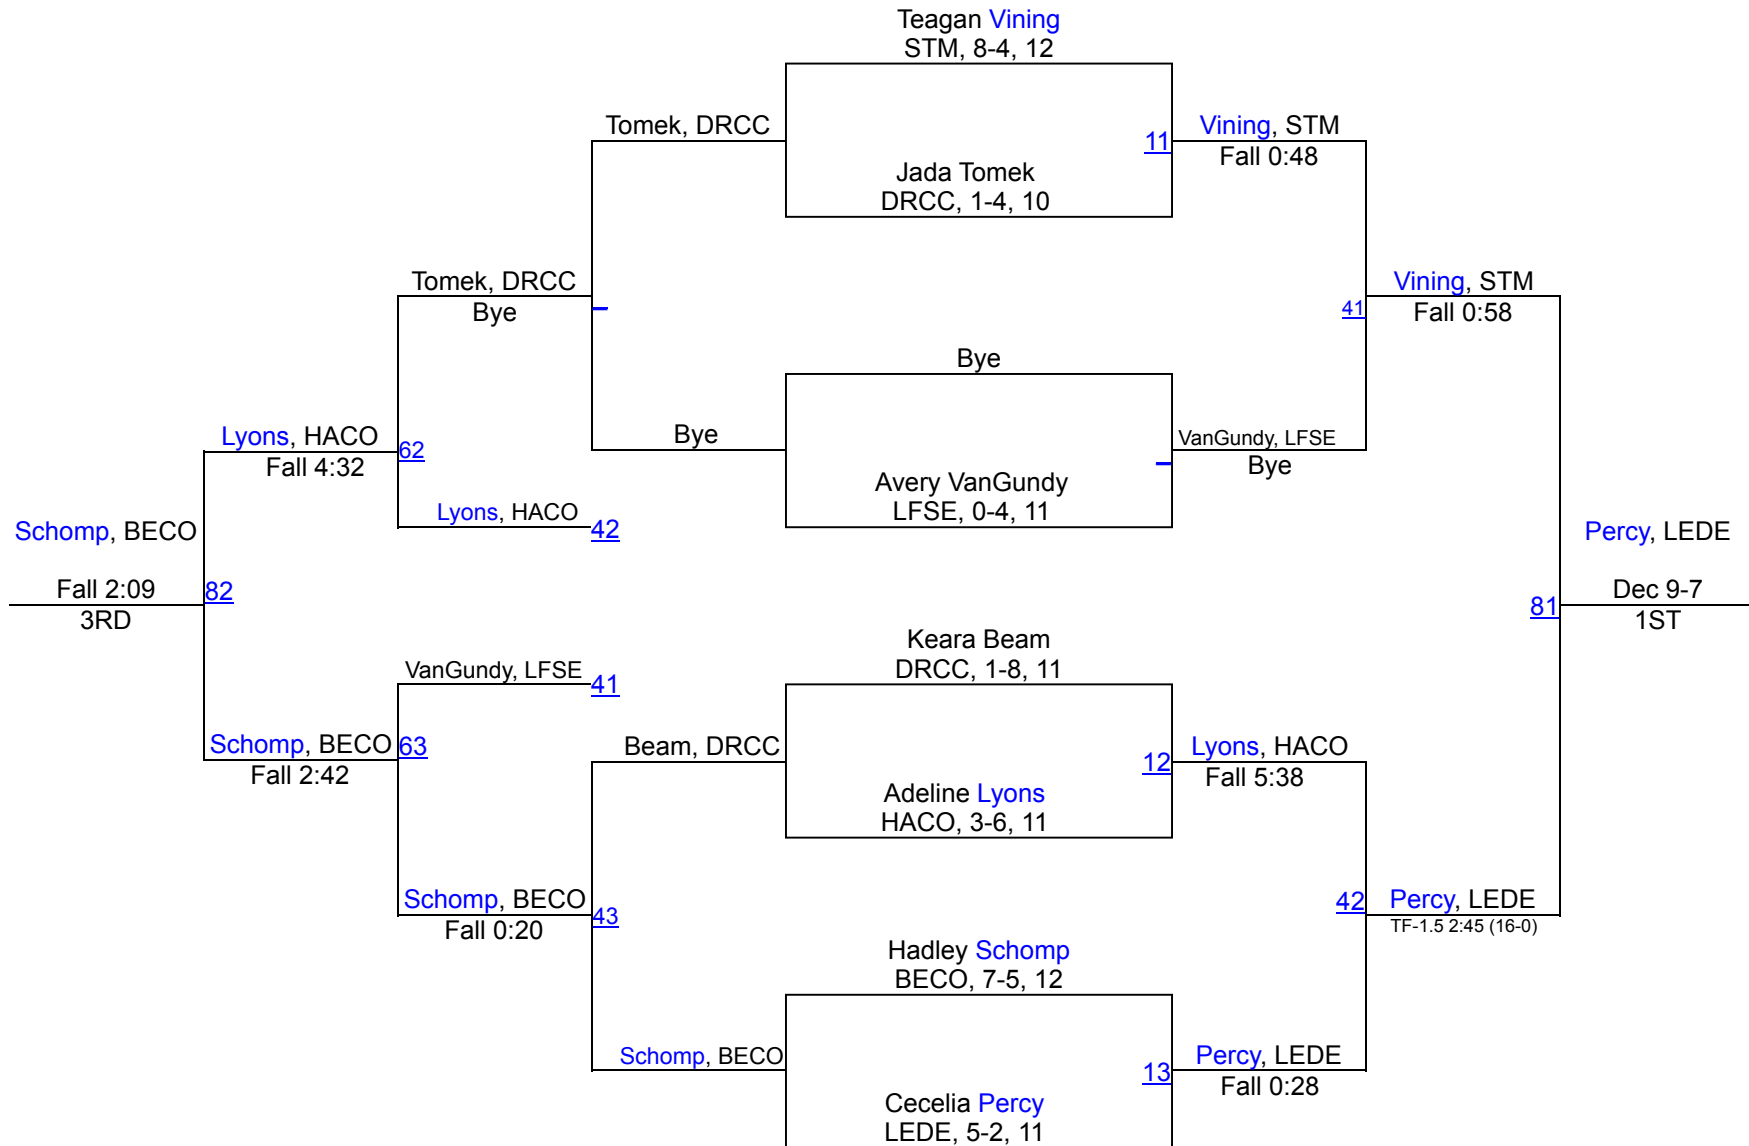 Teagan Vining
STM, 8-4, 12
Tomek, DRCC
11
Vining, STM
Fall 0:48
Jada Tomek
DRCC, 1-4, 10
Tomek, DRCC
Bye
Vining, STM
Fall 0:58
41
Bye
Bye
VanGundy, LFSE
Bye
Lyons, HACO
Fall 4:32
62
Avery VanGundy
LFSE, 0-4, 11
Lyons, HACO
42
Schomp, BECO
Fall 2:09
3RD
82
Percy, LEDE
Dec 9-7
1ST
81
Keara Beam
DRCC, 1-8, 11
VanGundy, LFSE
41
Schomp, BECO
Fall 2:42
63
Beam, DRCC
12
Lyons, HACO
Fall 5:38
Adeline Lyons
HACO, 3-6, 11
Schomp, BECO
Fall 0:20
43
42
Percy, LEDE
TF-1.5 2:45 (16-0)
Hadley Schomp
BECO, 7-5, 12
Schomp, BECO
13
Percy, LEDE
Fall 0:28
Cecelia Percy
LEDE, 5-2, 11